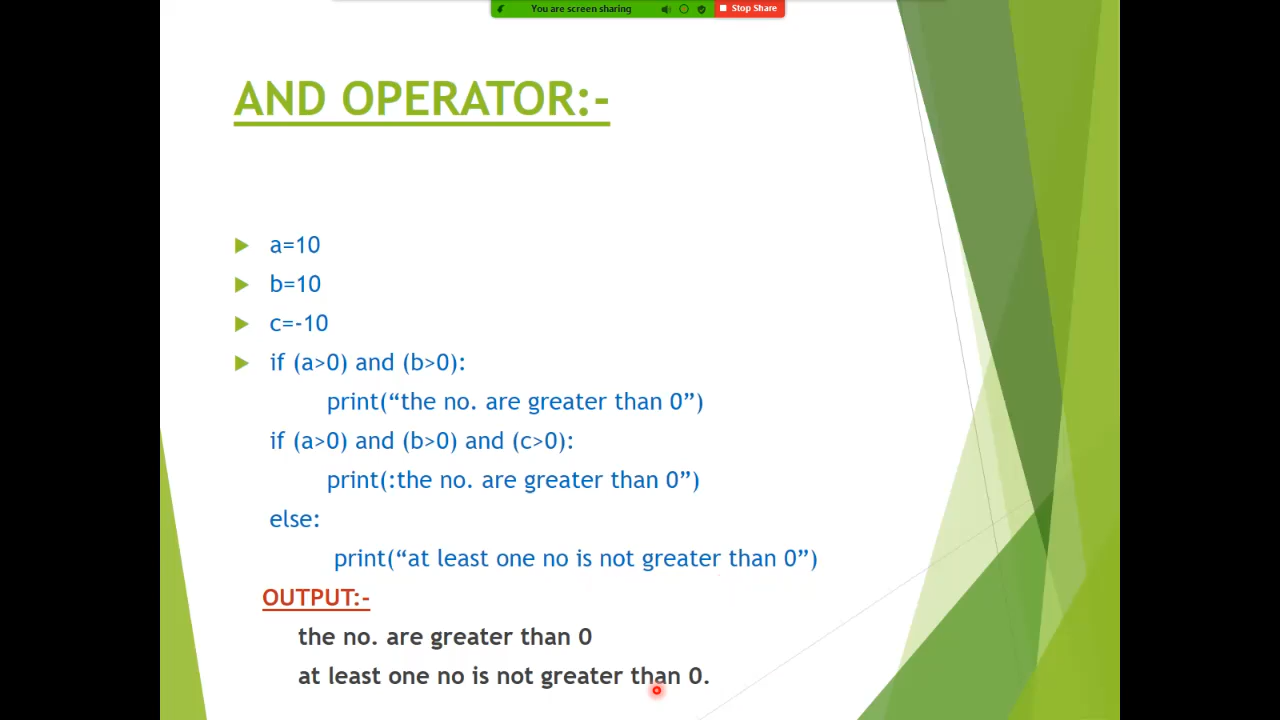 You are screen sharing
Stop Share
AND OPERATOR:-
a=10
b=10
c=-10
if (a>0) and (b>0):
print(“the no. are greater than 0”)
if (a>0) and (b>0) and (c>0):
print(:the no. are greater than 0”)
else:
print(“at least one no is not greater than 0”)
OUTPUT:-
the no. are greater than 0
at least one no is not greater than 0.